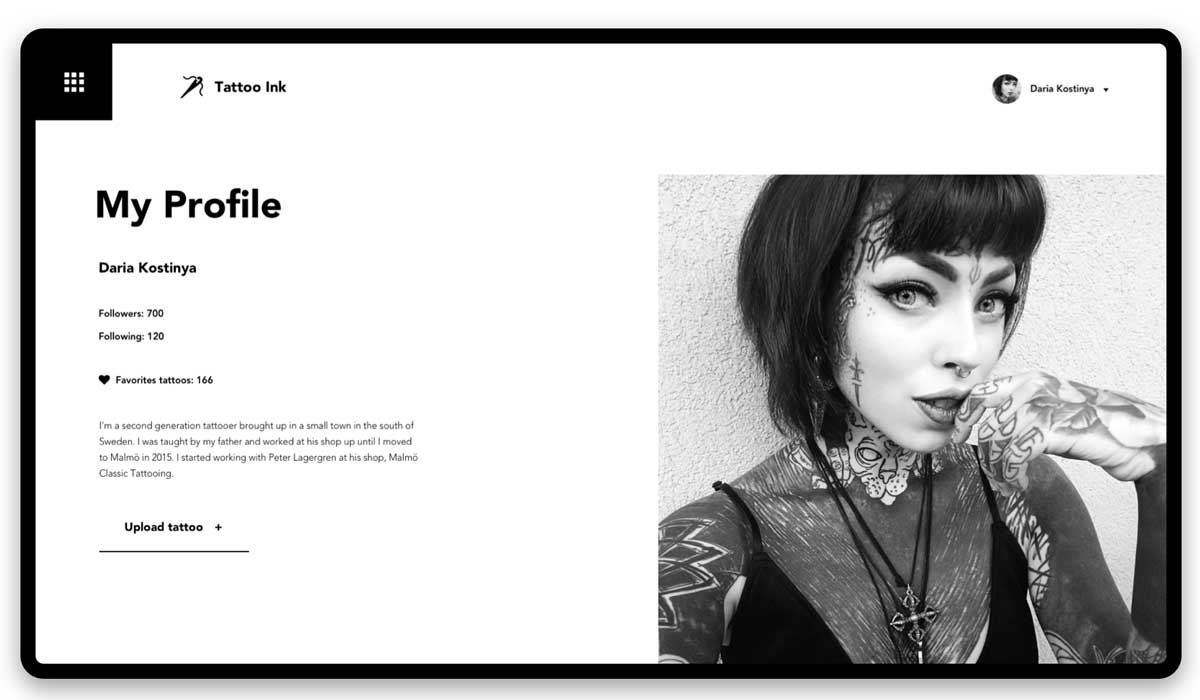 Tattoo Ink
Daria Kostinya
My Profile
Daria Kostinya
Followers: 700
Following: 120
Favorites tattoos: 166
I'm a second generation tattooer brought up in a small town in the south of
Sweden. I was taught by my father and worked at his shop up until I moved
to Malmö in 2015. I started working with Peter Lagergren at his shop, Malmö
Classic Tattooing.
Upload tattoo +